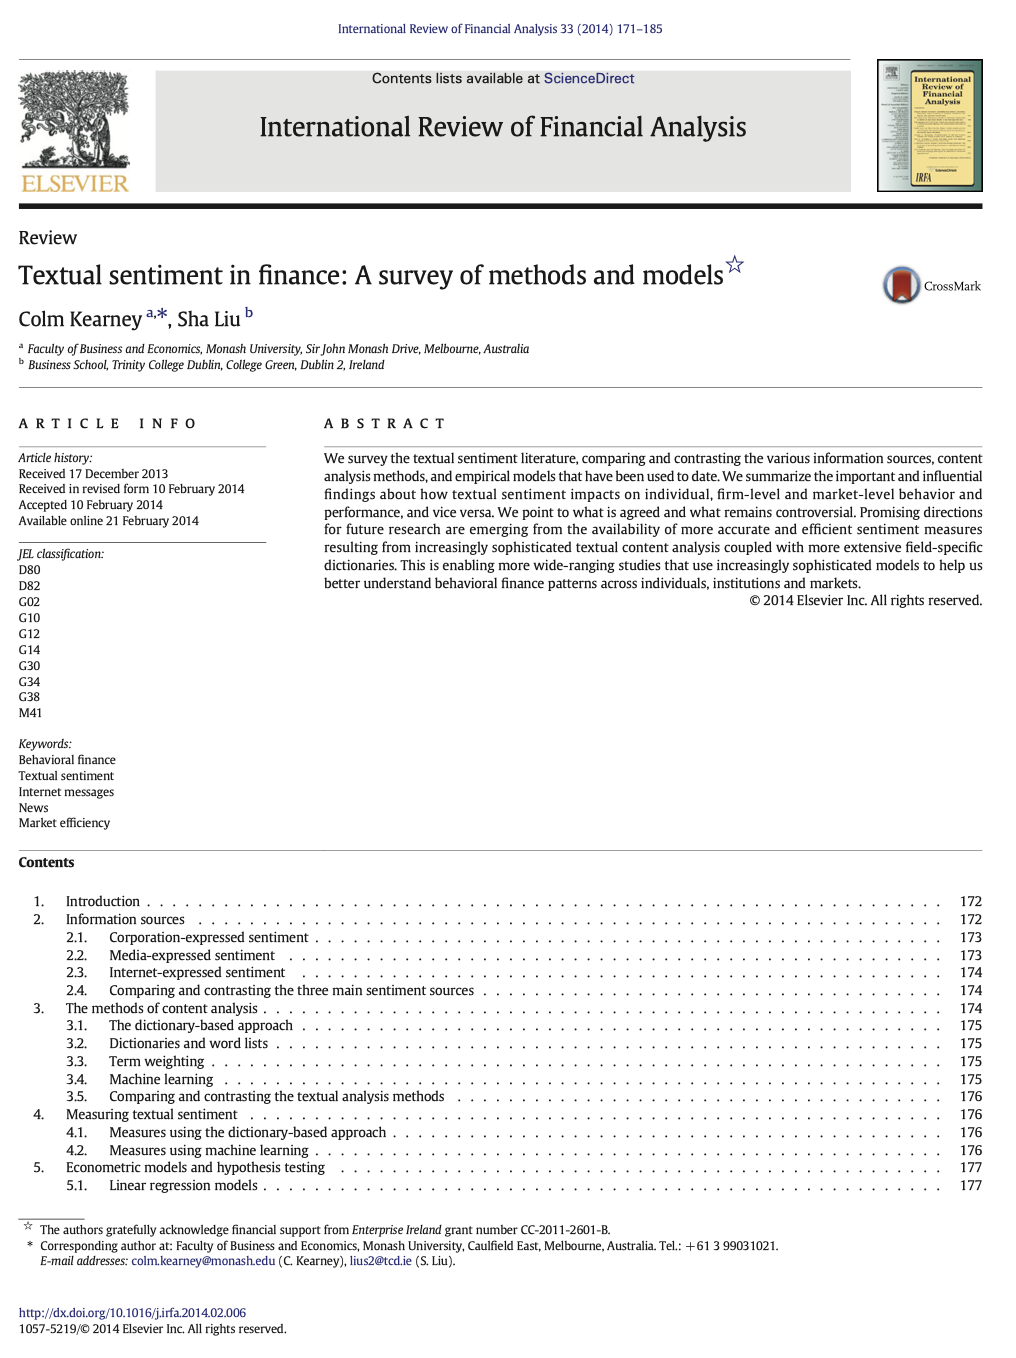 International Review of Financial Analysis 33 (2014) 171–185
Contents lists available at ScienceDirect
International Review of Financial Analysis
ELSEVIER
International
Review of
Financial
Analysis
IRFA
Review
Textual sentiment in finance: A survey of methods and models☆
CrossMark
Colm Kearney a,*, Sha Liu b
a Faculty of Business and Economics, Monash University, Sir John Monash Drive, Melbourne, Australia
b Business School, Trinity College Dublin, College Green, Dublin 2, Ireland
ARTICLE INFO
Article history:
Received 17 December 2013
Received in revised form 10 February 2014
Accepted 10 February 2014
Available online 21 February 2014
JEL classification:
D80
D82
G02
G10
G12
G14
G30
G34
G38
M41
Keywords:
Behavioral finance
Textual sentiment
Internet messages
News
Market efficiency
ABSTRACT
We survey the textual sentiment literature, comparing and contrasting the various information sources, content
analysis methods, and empirical models that have been used to date. We summarize the important and influential
findings about how textual sentiment impacts on individual, firm-level and market-level behavior and
performance, and vice versa. We point to what is agreed and what remains controversial. Promising directions
for future research are emerging from the availability of more accurate and efficient sentiment measures
resulting from increasingly sophisticated textual content analysis coupled with more extensive field-specific
dictionaries. This is enabling more wide-ranging studies that use increasingly sophisticated models to help us
better understand behavioral finance patterns across individuals, institutions and markets.
© 2014 Elsevier Inc. All rights reserved.
Contents
1. Introduction 172
2. Information sources 172
2.1. Corporation-expressed sentiment 173
2.2. Media-expressed sentiment 173
2.3. Internet-expressed sentiment 174
2.4. Comparing and contrasting the three main sentiment sources 174
3. The methods of content analysis 174
3.1. The dictionary-based approach 175
3.2. Dictionaries and word lists 175
3.3. Term weighting 175
3.4. Machine learning 175
3.5. Comparing and contrasting the textual analysis methods 176
4. Measuring textual sentiment 176
4.1. Measures using the dictionary-based approach 176
4.2. Measures using machine learning 176
5. Econometric models and hypothesis testing 177
5.1. Linear regression models 177
☆ The authors gratefully acknowledge financial support from Enterprise Ireland grant number CC-2011-2601-B.
* Corresponding author at: Faculty of Business and Economics, Monash University, Caulfield East, Melbourne, Australia. Tel.: +61 3 99031021.
E-mail addresses: colm.kearney@monash.edu (C. Kearney), lius2@tcd.ie (S. Liu).
http://dx.doi.org/10.1016/j.irfa.2014.02.006
1057-5219/© 2014 Elsevier Inc. All rights reserved.